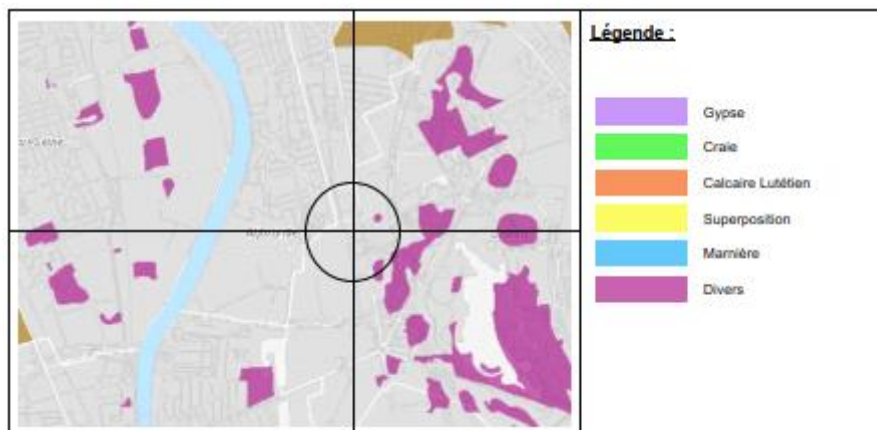 Légende :
Gypse
Craie
Calcaire Lutétien
Superposition
Marnière
Divers